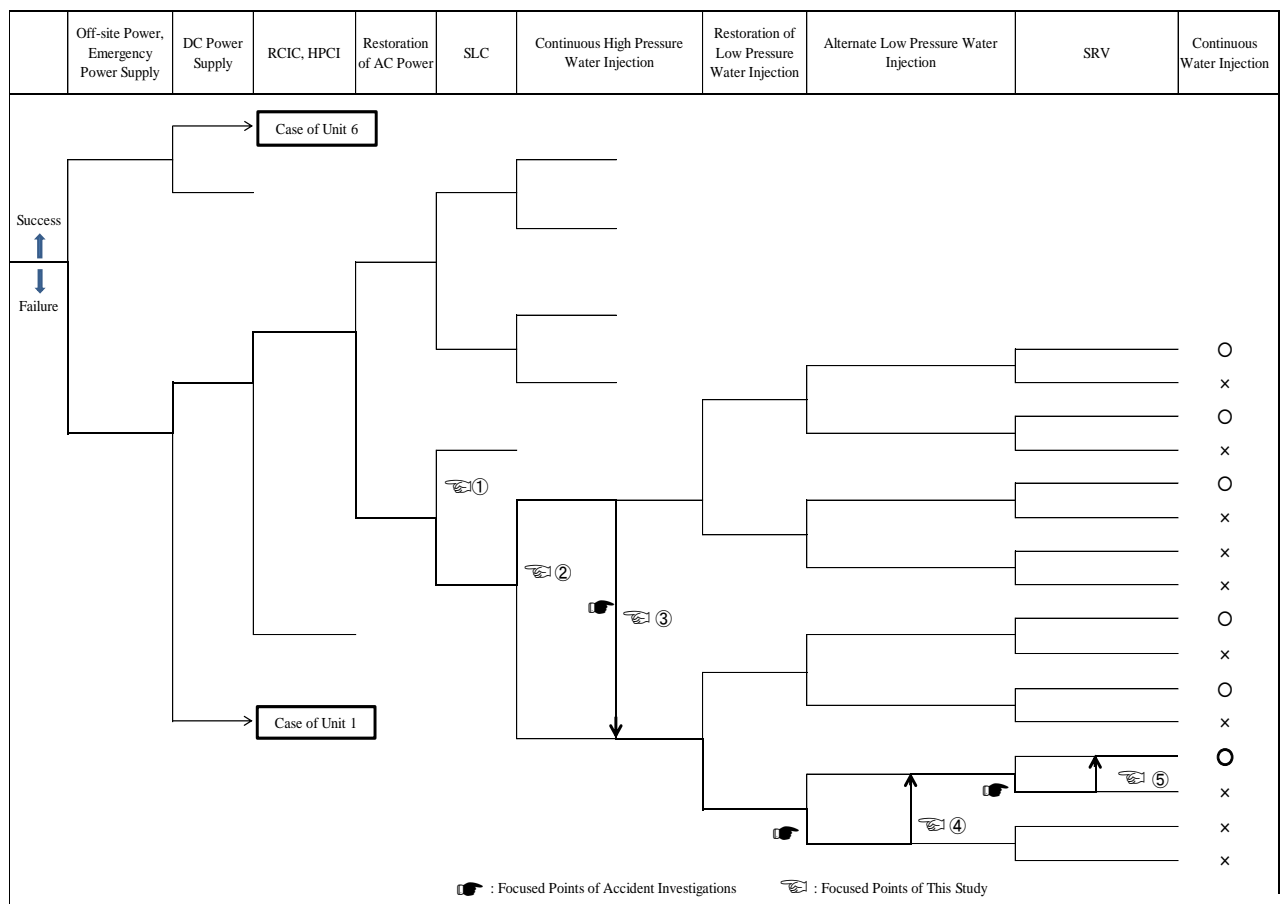 Off-site Power,
Emergency
Power Supply
DC Power
Supply
RCIC, HPCI
Restoration
of AC Power
SLC
Continuous High Pressure
Water Injection
Restoration of
Low Pressure
Water Injection
Alternate Low Pressure Water
Injection
SRV
Continuous
Water Injection
Case of Unit 6
Success
Failure
○
×
○
×
①
○
×
②
×
×
③
○
×
○
Case of Unit 1
×
○
⑤
×
④
×
×
: Focused Points of Accident Investigations
: Focused Points of This Study